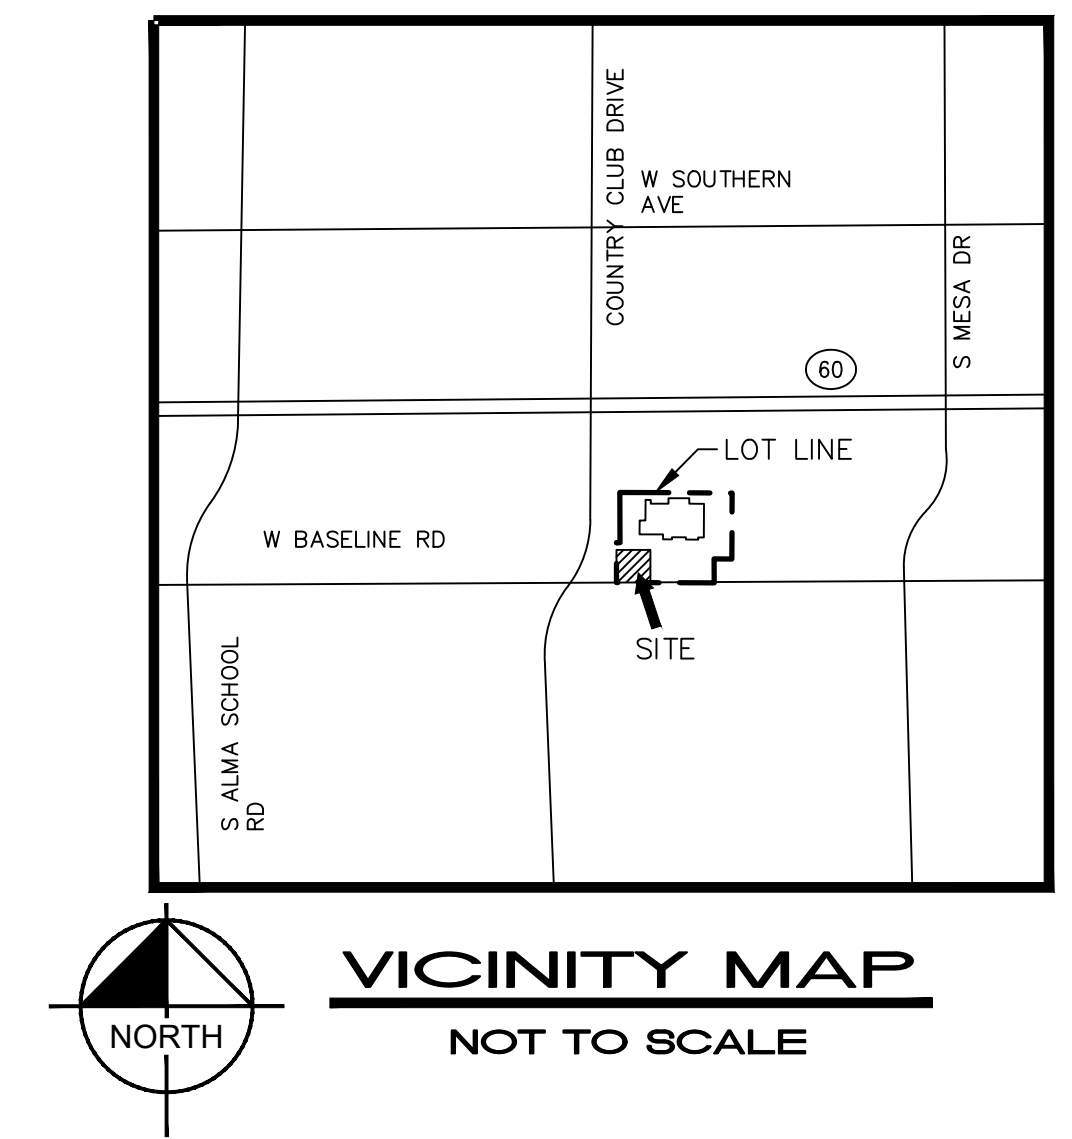 COUNTRY CLUB DRIVE
W SOUTHERN
AVE
S MESA DR
60
LOT LINE
W BASELINE RD
SITE
S ALMA SCHOOL
RD
VICINITY MAP
NORTH
NOT TO SCALE